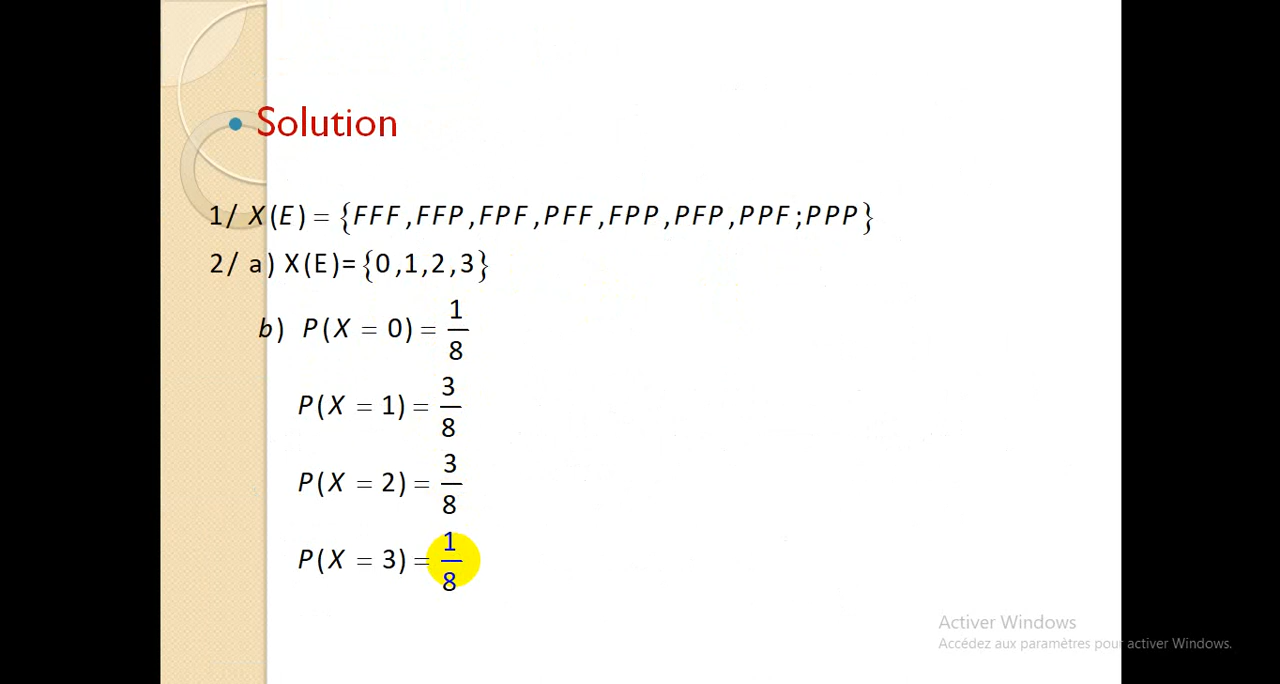 Solution
1/ X(E) = {FFF,FFP,FPF,PFF,FPP,PFP,PPF;PPP}
2/ a) X(E)={0,1,2,3}
b) P(X = 0) = 1/8
P(X = 1) = 3/8
P(X = 2) = 3/8
P(X = 3) = 1/8
Activer Windows
Accédez aux paramètres pour activer Windows.